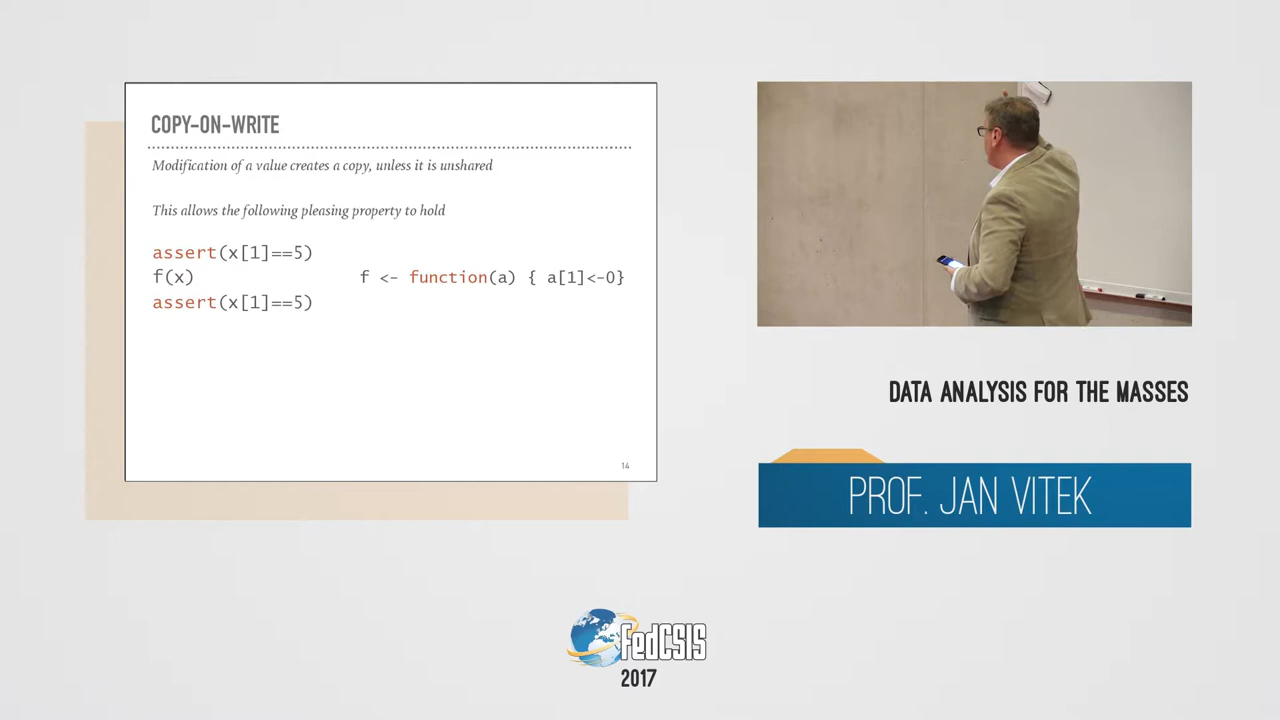 COPY-ON-WRITE
Modification of a value creates a copy, unless it is unshared
This allows the following pleasing property to hold
assert(x[1]==5)
f(x) f <- function(a) { a[1]<-0}
assert(x[1]==5)
14
DATA ANALYSIS FOR THE MASSES
PROF. JAN VITEK
FedCSIS
2017